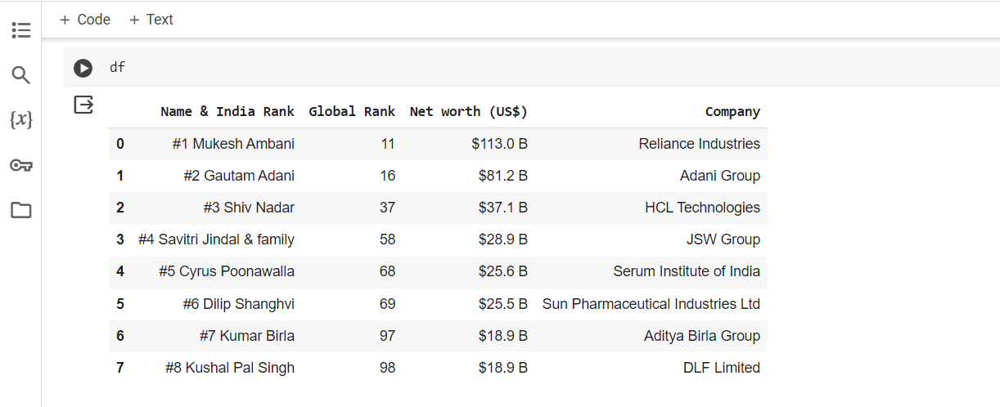 + Code + Text
df
Name & India Rank Global Rank Net worth (US$) Company
0 #1 Mukesh Ambani 11 $113.0 B Reliance Industries
1 #2 Gautam Adani 16 $81.2 B Adani Group
2 #3 Shiv Nadar 37 $37.1 B HCL Technologies
3 #4 Savitri Jindal & family 58 $28.9 B JSW Group
4 #5 Cyrus Poonawalla 68 $25.6 B Serum Institute of India
5 #6 Dilip Shanghvi 69 $25.5 B Sun Pharmaceutical Industries Ltd
6 #7 Kumar Birla 97 $18.9 B Aditya Birla Group
7 #8 Kushal Pal Singh 98 $18.9 B DLF Limited
{x}